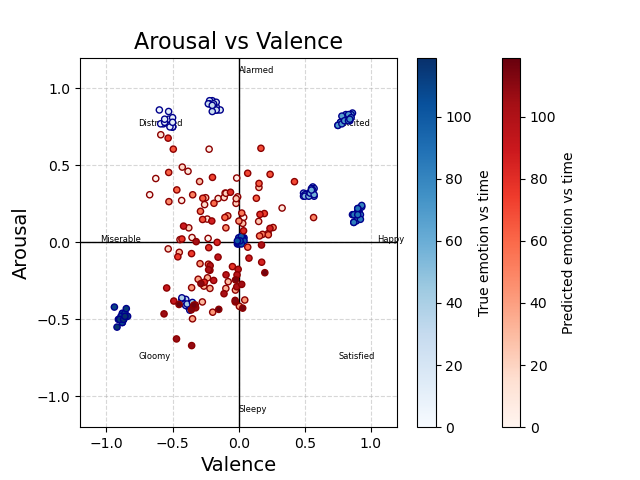 Arousal vs Valence
Alarmed
1.0
0.5
0.0
−0.5
−1.0
Arousal
Miserable
Happy
Gloomy
Satisfied
Sleepy
−1.0
−0.5
0.0
0.5
1.0
Valence
100
80
60
40
20
0
True emotion vs time
100
80
60
40
20
0
Predicted emotion vs time